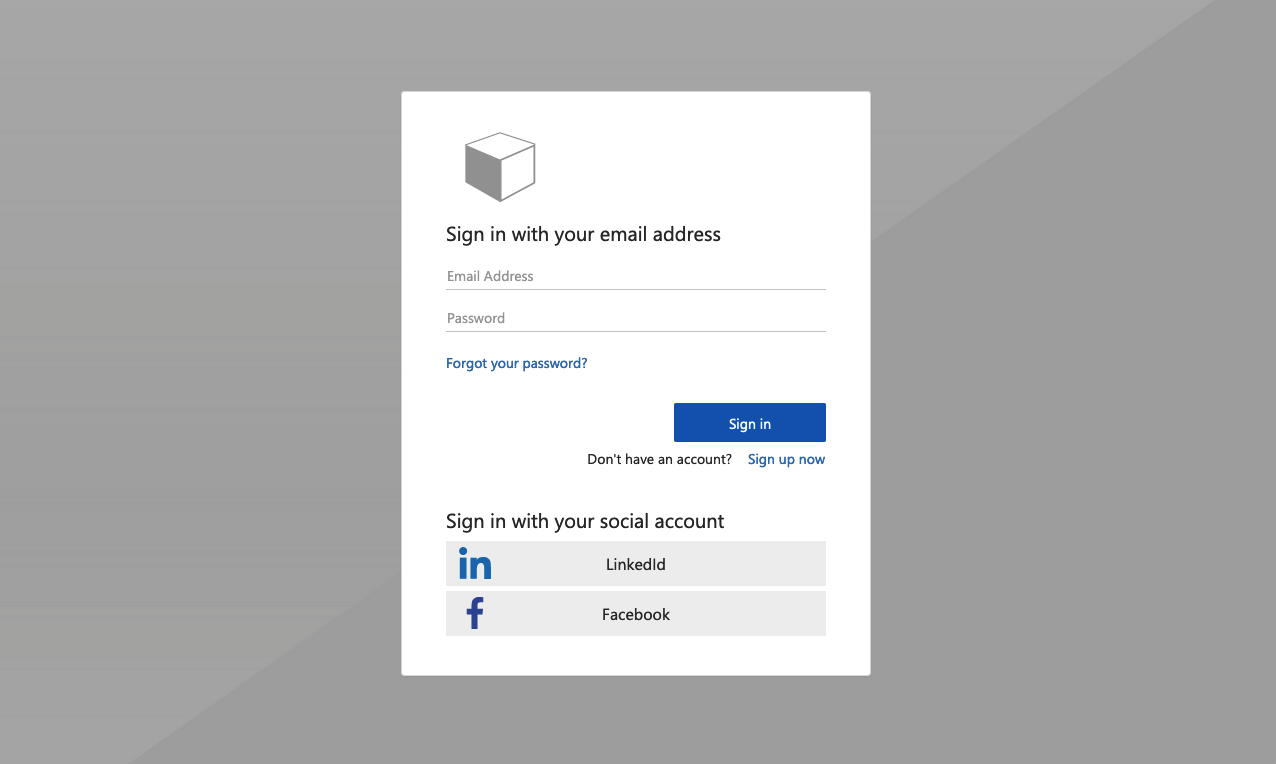 Sign in with your email address
Email Address
Password
Forgot your password?
Sign in
Don't have an account? Sign up now
Sign in with your social account
in LinkedId
f Facebook